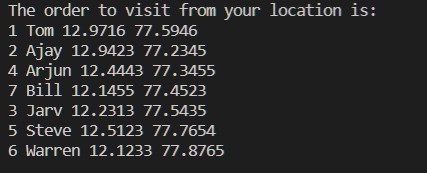 The order to visit from your location is:
1 Tom 12.9716 77.5946
2 Ajay 12.9423 77.2345
4 Arjun 12.4443 77.3455
7 Bill 12.1455 77.4523
3 Jarv 12.2313 77.5435
5 Steve 12.5123 77.7654
6 Warren 12.1233 77.8765